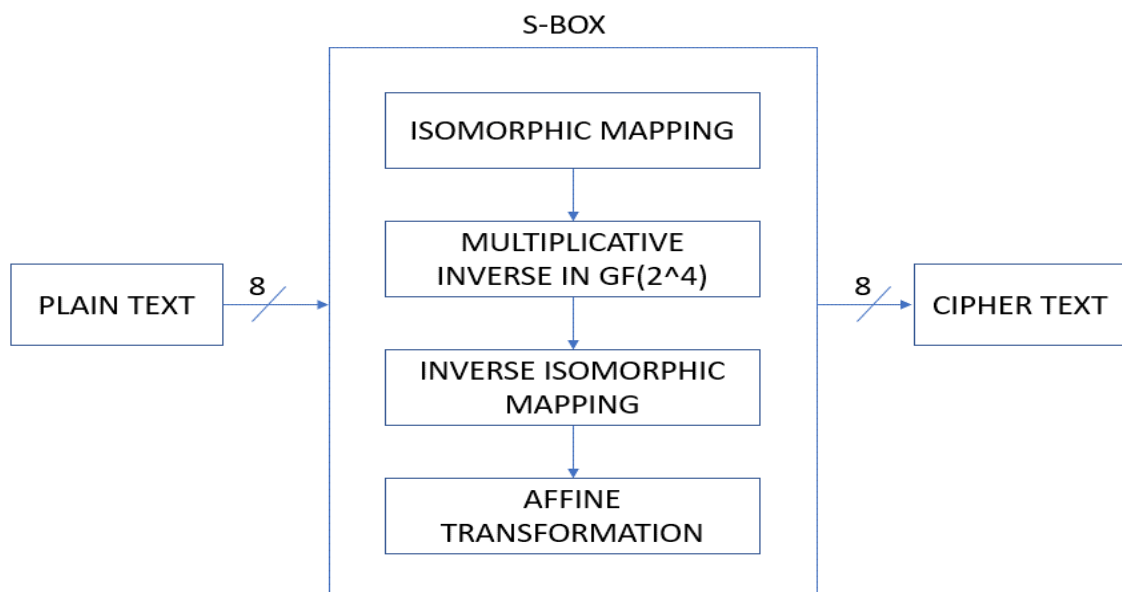 S-BOX
ISOMORPHIC MAPPING
MULTIPLICATIVE
INVERSE IN GF(2^4)
PLAIN TEXT
8
8
CIPHER TEXT
INVERSE ISOMORPHIC
MAPPING
AFFINE
TRANSFORMATION